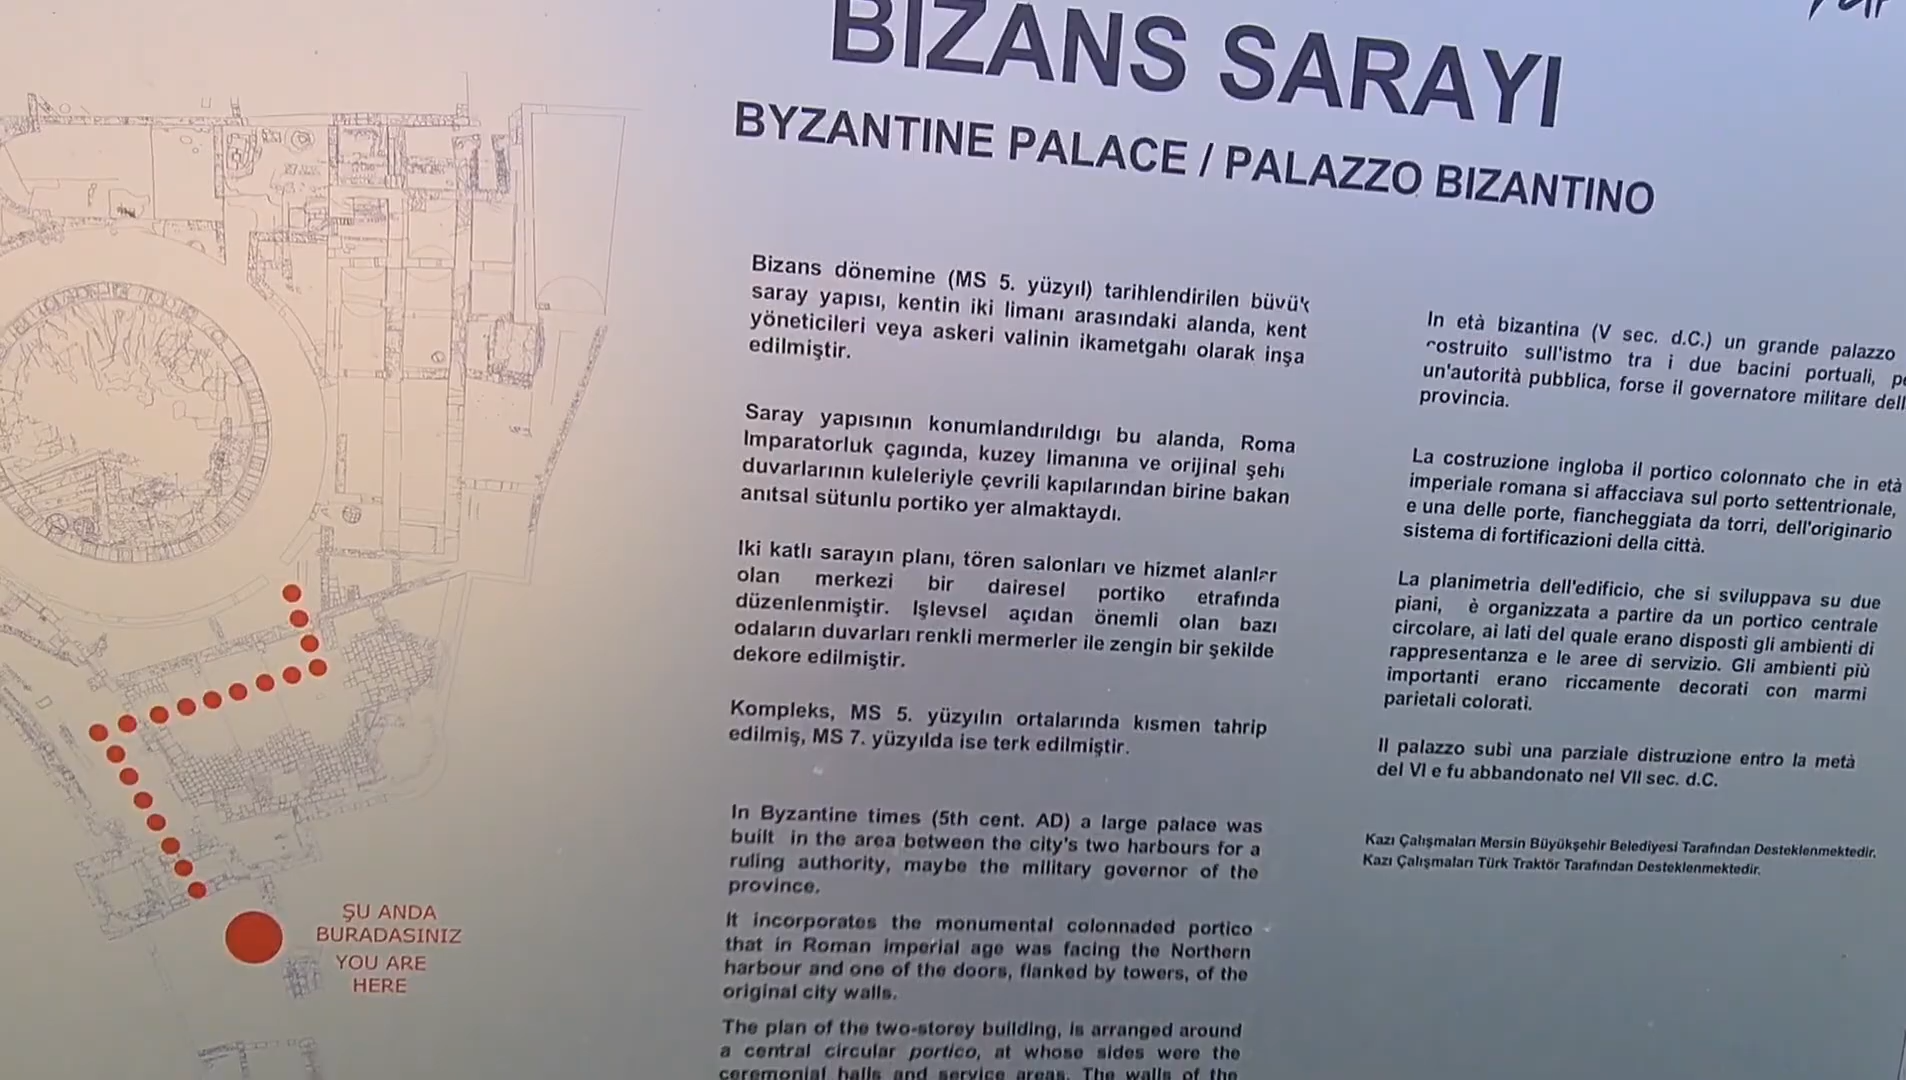 BİZANS SARAYI
BYZANTINE PALACE / PALAZZO BIZANTINO
Bizans dönemine (MS 5. yüzyıl) tarihlendirilen
saray yapısı, kentin iki limanı arasındaki alanda, kent
yöneticileri veya askeri valinin ikametgahı olarak inşa
edilmiştir.
Saray yapısının konumlandırıldıgı bu alanda, Roma
Imparatorluk çagında, kuzey limanına ve orijinal
duvarlarının kuleleriyle çevrili kapılarından birine bakan
anıtsal sütunlu portiko yer almaktaydı.
Iki katlı sarayın planı, tören salonları ve hizmet
olan merkezi bir dairesel portiko etrafında
düzenlenmiştir. Işlevsel açıdan önemli olan bazı
odaların duvarları renkli mermerler ile zengin bir şekilde
dekore edilmiştir.
Kompleks, MS 5. yüzyılın ortalarında kısmen tahrip
edilmiş, MS 7. yüzyılda ise terk edilmiştir.
In Byzantine times (5th cent. AD) a large palace was
built in the area between the city's two harbours for a
ruling authority, maybe the military governor of the
province.
It incorporates the monumental colonnaded portico
that in Roman imperial age was facing the Northern
harbour and one of the doors, flanked by towers, of the
original city walls.
The plan of the two-storey building, is arranged around
a central circular portico, at whose sides were the
ceremonial halls and service areas. The walls of the
In età bizantina (V sec. d.C.) un grande palazzo
costruito sull'istmo tra i due bacini portuali,
un'autorità pubblica, forse il governatore militare
provincia.
La costruzione ingloba il portico colonnato che in età
imperiale romana si affacciava sul porto settentrionale,
e una delle porte, fiancheggiata da torri, dell'originario
sistema di fortificazioni della città.
La planimetria dell'edificio, che si sviluppava su due
piani, è organizzata a partire da un portico centrale
circolare, ai lati del quale erano disposti gli ambienti di
rappresentanza e le aree di servizio. Gli ambienti più
importanti erano riccamente decorati con marmi
parietali colorati.
Il palazzo subì una parziale distruzione entro la metà
del VI e fu abbandonato nel VII sec. d.C.
Kazı Çalışmaları Mersin Büyükşehir Belediyesi Tarafından Desteklenmektedir.
Kazı Çalışmaları Türk Traktör Tarafından Desteklenmektedir.
ŞU ANDA
BURADASINIZ
YOU ARE
HERE